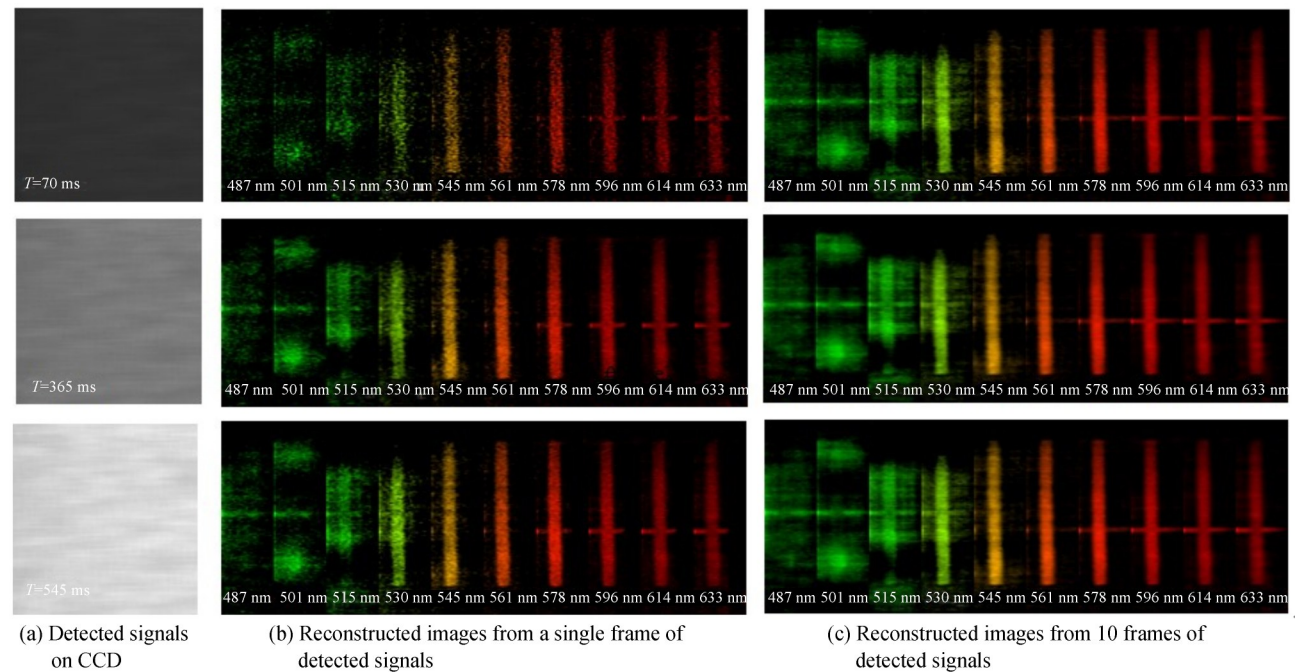 T=70 ms
487 nm 501 nm 515 nm 530 nm 545 nm 561 nm 578 nm 596 nm 614 nm 633 nm
487 nm 501 nm 515 nm 530 nm 545 nm 561 nm 578 nm 596 nm 614 nm 633 nm
T=365 ms
487 nm 501 nm 515 nm 530 nm 545 nm 561 nm 578 nm 596 nm 614 nm 633 nm
487 nm 501 nm 515 nm 530 nm 545 nm 561 nm 578 nm 596 nm 614 nm 633 nm
T=545 ms
487 nm 501 nm 515 nm 530 nm 545 nm 561 nm 578 nm 596 nm 614 nm 633 nm
487 nm 501 nm 515 nm 530 nm 545 nm 561 nm 578 nm 596 nm 614 nm 633 nm
(a) Detected signals
on CCD
(b) Reconstructed images from a single frame of
detected signals
(c) Reconstructed images from 10 frames of
detected signals